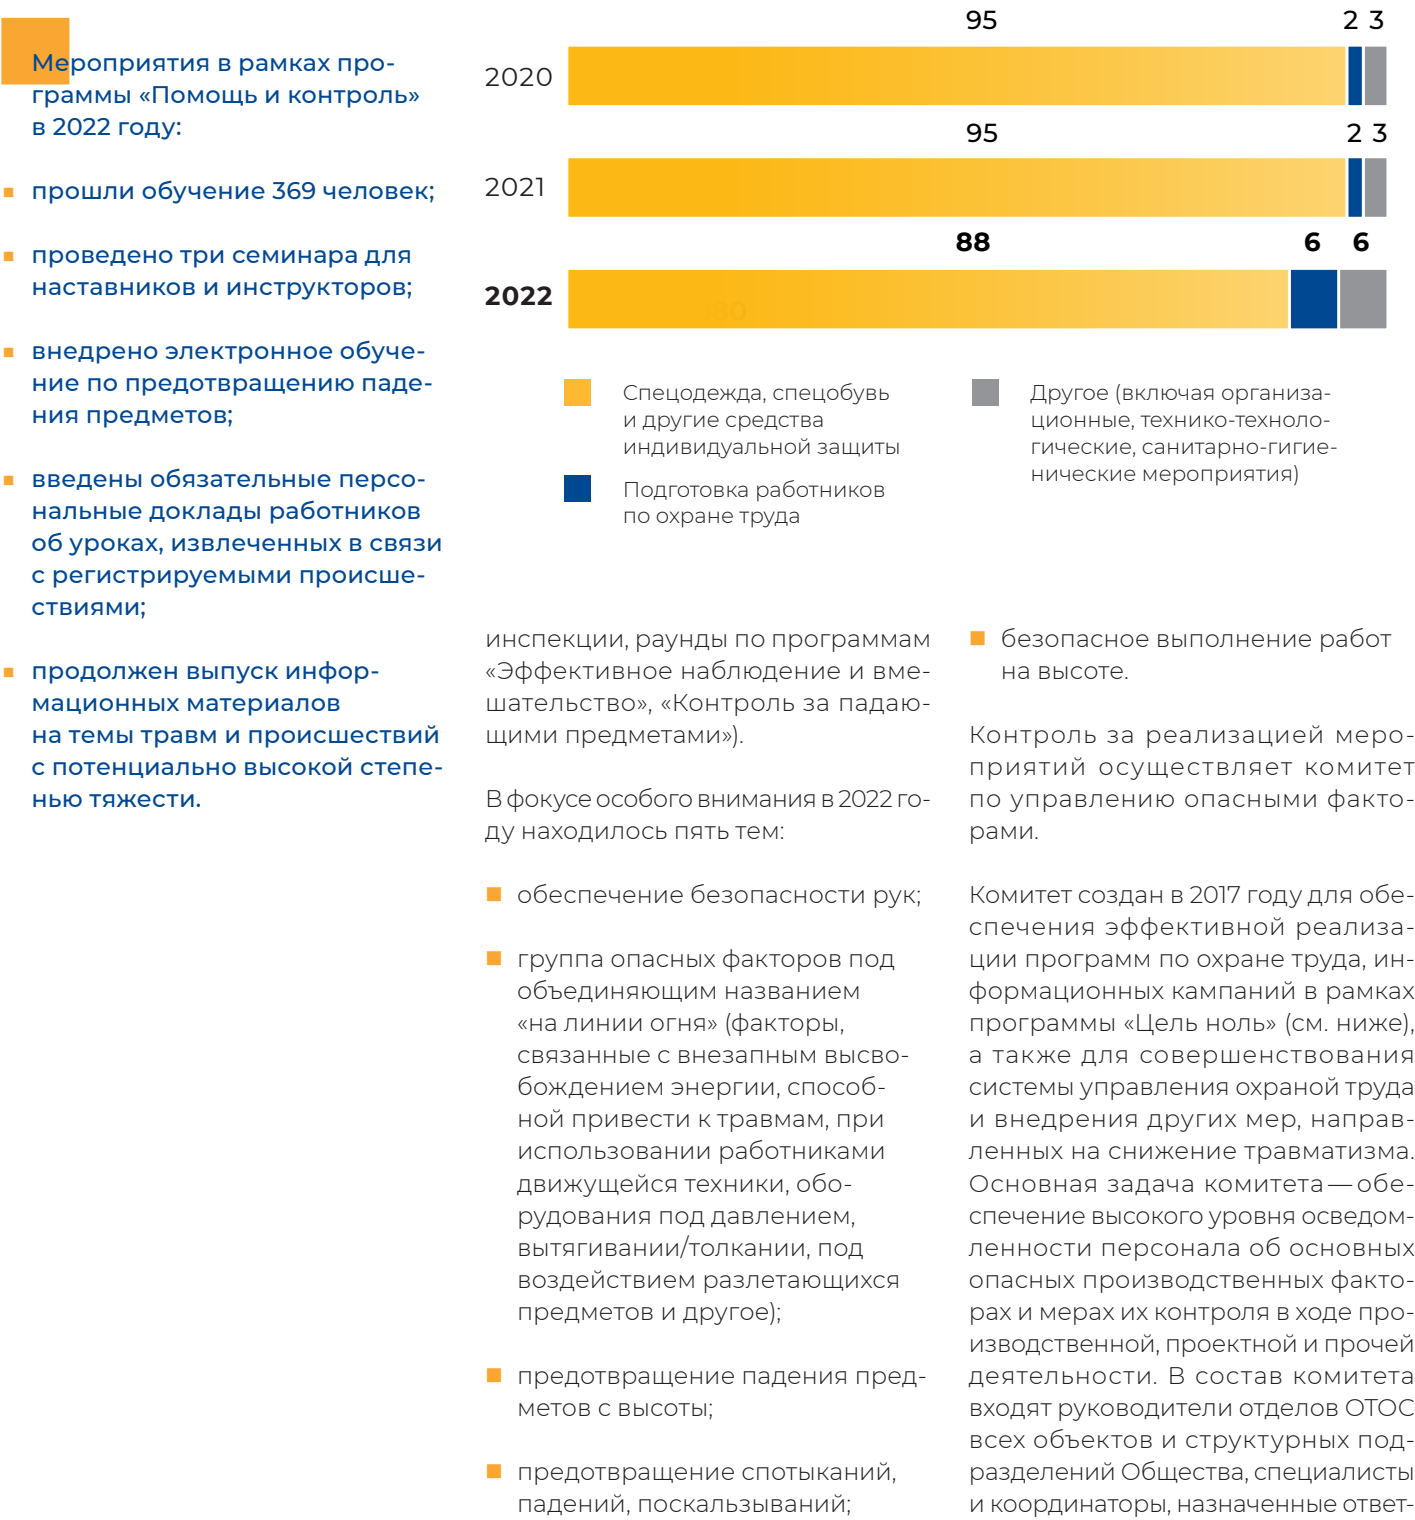 Мероприятия в рамках про-
граммы «Помощь и контроль»
в 2022 году:
прошли обучение 369 человек;
проведено три семинара для
наставников и инструкторов;
внедрено электронное обуче-
ние по предотвращению паде-
ния предметов;
введены обязательные персо-
нальные доклады работников
об уроках, извлеченных в связи
с регистрируемыми происше-
ствиями;
продолжен выпуск инфор-
мационных материалов
на темы травм и происшествий
с потенциально высокой степе-
нью тяжести.
95 2 3
2020
95 2 3
2021
88 6 6
2022
80
Спецодежда, спецобувь
и другие средства
индивидуальной защиты
Подготовка работников
по охране труда
Другое (включая организа-
ционные, технико-техноло-
гические, санитарно-гигие-
нические мероприятия)
инспекции, раунды по программам
«Эффективное наблюдение и вме-
шательство», «Контроль за падаю-
щими предметами»).
В фокусе особого внимания в 2022 го-
ду находилось пять тем:
обеспечение безопасности рук;
группа опасных факторов под
объединяющим названием
«на линии огня» (факторы,
связанные с внезапным высво-
бождением энергии, способ-
ной привести к травмам, при
использовании работниками
движущейся техники, обо-
рудования под давлением,
вытягивании/толкании, под
воздействием разлетающихся
предметов и другое);
предотвращение падения пред-
метов с высоты;
предотвращение спотыканий,
падений, поскальзываний;
безопасное выполнение работ
на высоте.
Контроль за реализацией меро-
приятий осуществляет комитет
по управлению опасными факто-
рами.
Комитет создан в 2017 году для обе-
спечения эффективной реализа-
ции программ по охране труда, ин-
формационных кампаний в рамках
программы «Цель ноль» (см. ниже),
а также для совершенствования
системы управления охраной труда
и внедрения других мер, направ-
ленных на снижение травматизма.
Основная задача комитета — обе-
спечение высокого уровня осведом-
ленности персонала об основных
опасных производственных факто-
рах и мерах их контроля в ходе про-
изводственной, проектной и прочей
деятельности. В состав комитета
входят руководители отделов ОТОС
всех объектов и структурных под-
разделений Общества, специалисты
и координаторы, назначенные ответ-